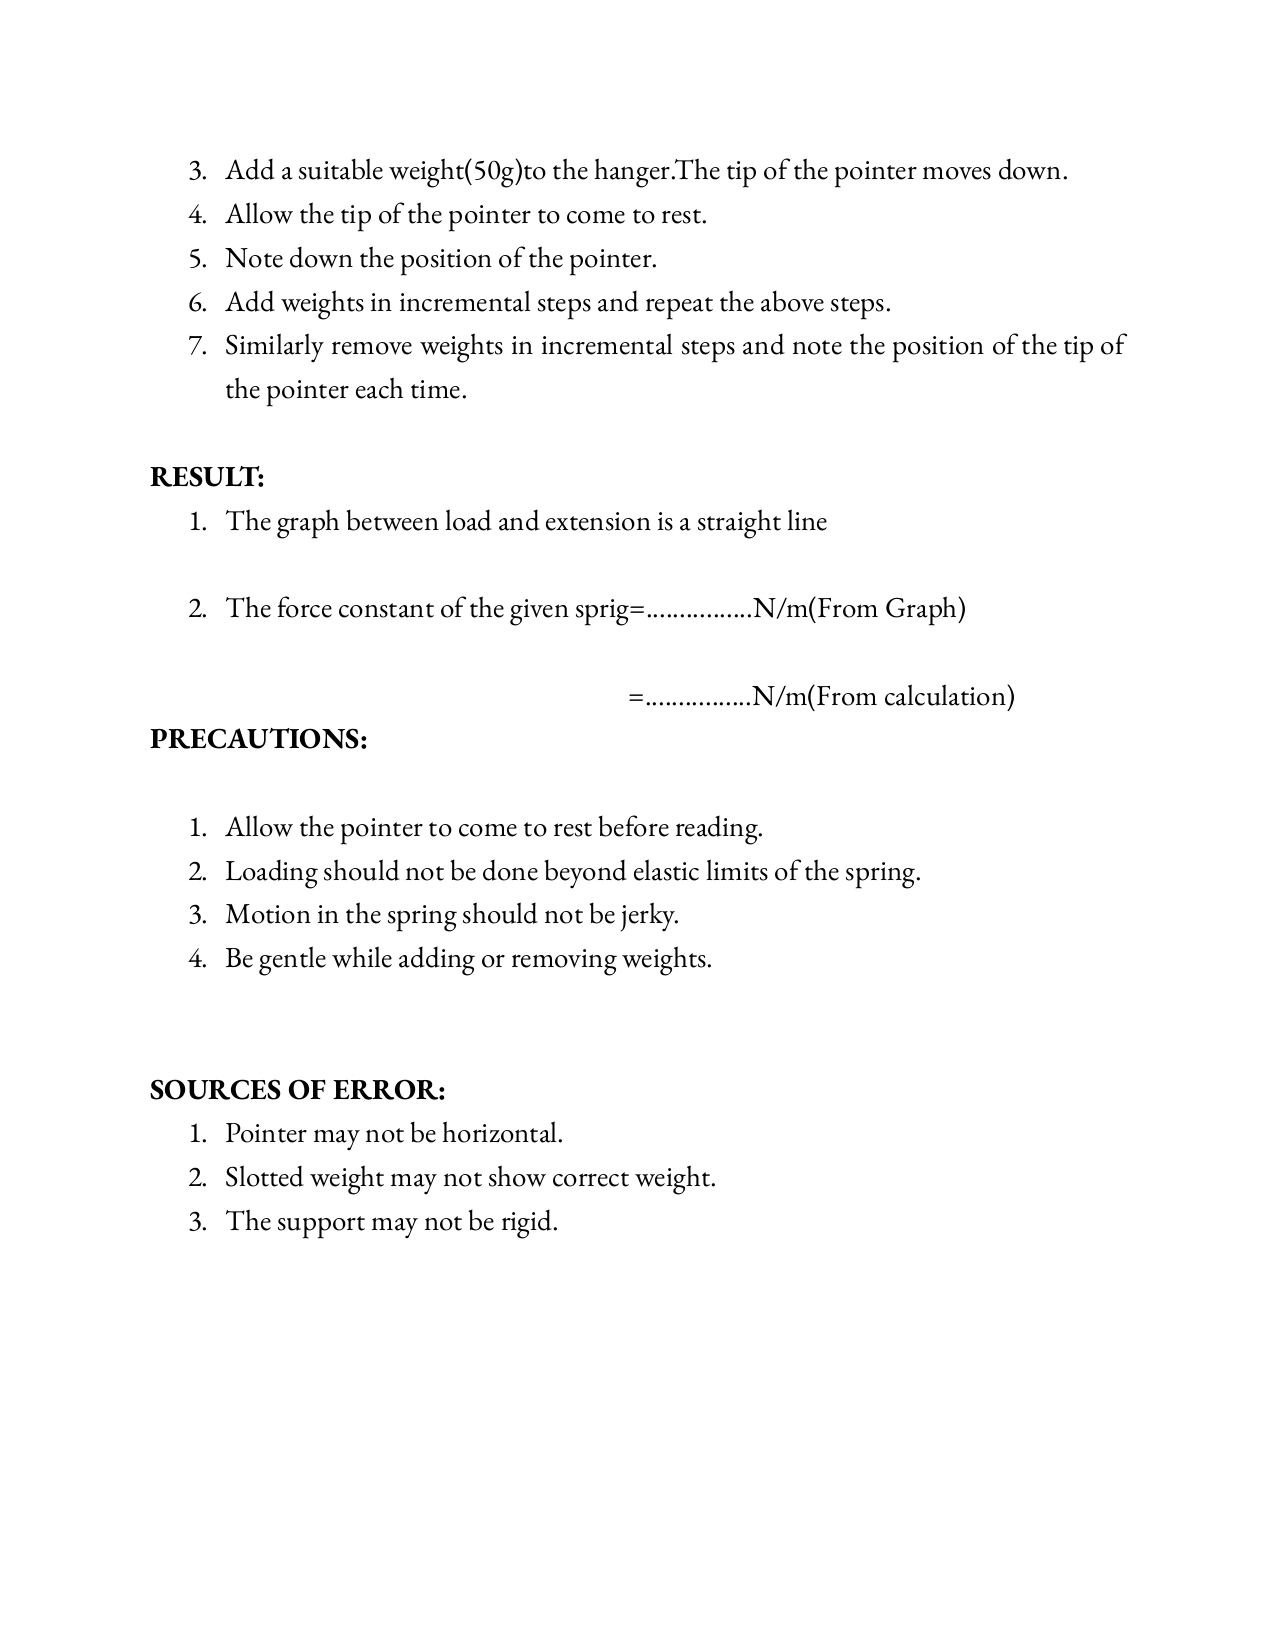 3. Add a suitable weight(50g)to the hanger.The tip of the pointer moves down.
4. Allow the tip of the pointer to come to rest.
5. Note down the position of the pointer.
6. Add weights in incremental steps and repeat the above steps.
7. Similarly remove weights in incremental steps and note the position of the tip of
the pointer each time.
RESULT:
1. The graph between load and extension is a straight line
2. The force constant of the given sprig=................N/m(From Graph)
=................N/m(From calculation)
PRECAUTIONS:
1. Allow the pointer to come to rest before reading.
2. Loading should not be done beyond elastic limits of the spring.
3. Motion in the spring should not be jerky.
4. Be gentle while adding or removing weights.
SOURCES OF ERROR:
1. Pointer may not be horizontal.
2. Slotted weight may not show correct weight.
3. The support may not be rigid.